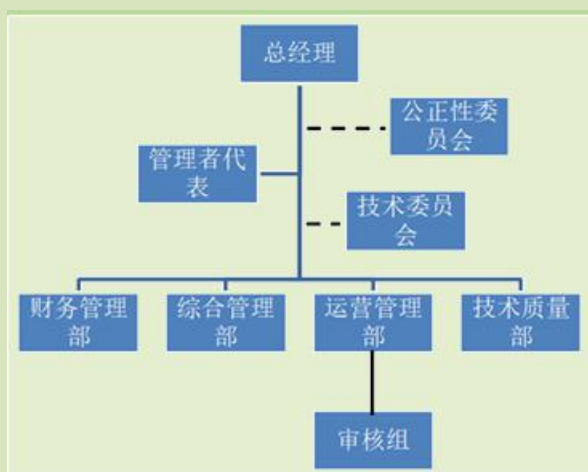 总经理
公正性委
员会
管理者代
表
技术委员
会
财务管理
部
综合管理
部
运营管理
部
技术质量
部
审核组